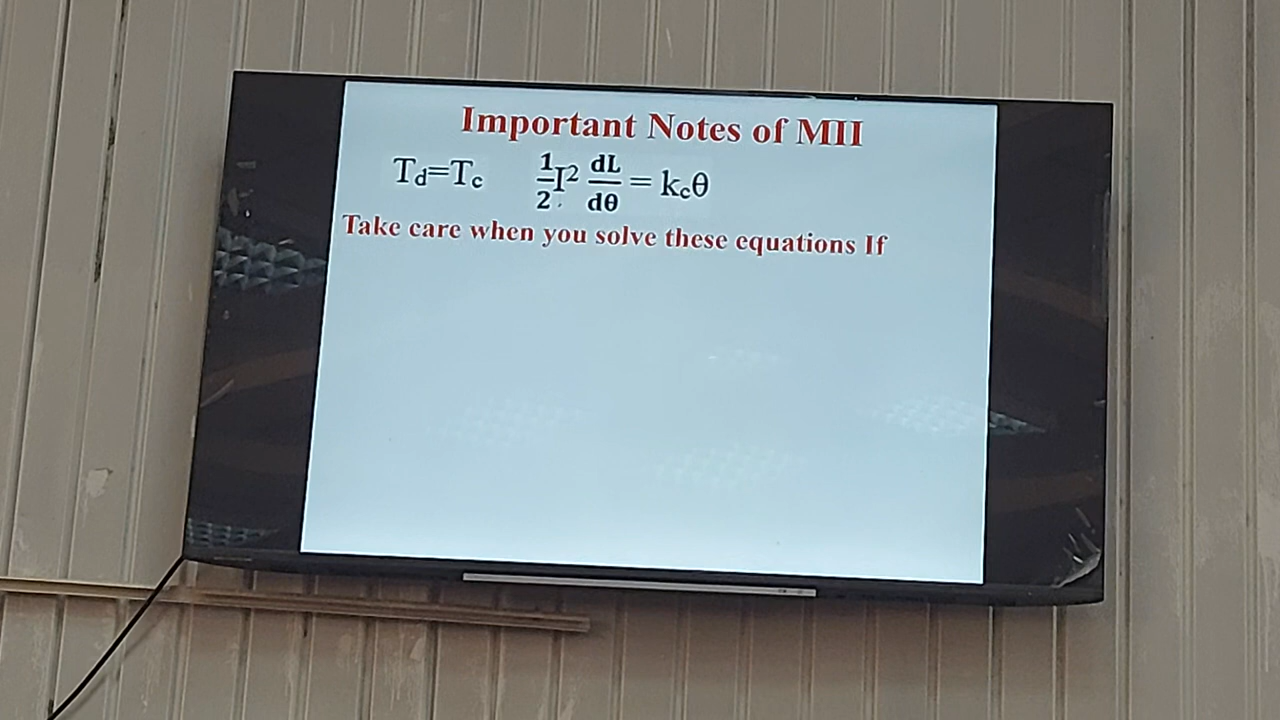 Important Notes of MII
Td=Tc 1/2 I² dL/dθ = kcθ
Take care when you solve these equations If